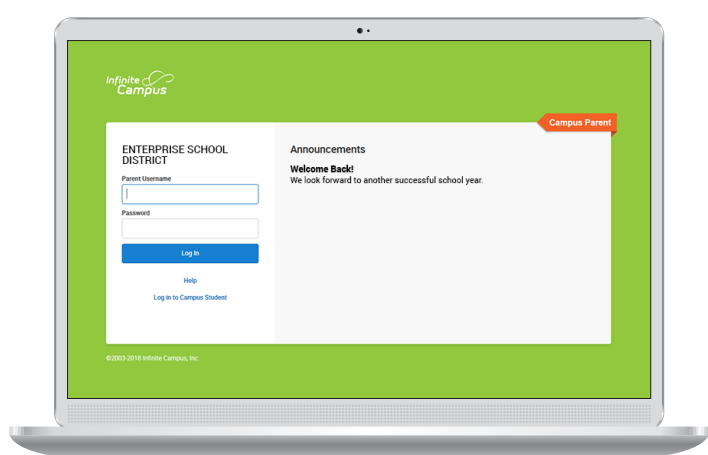 Infinite
Campus
Campus Parent
ENTERPRISE SCHOOL
DISTRICT
Parent Username
Password
Log In
Help
Log in to Campus Student
Announcements
Welcome Back!
We look forward to another successful school year.
©2003-2018 Infinite Campus, Inc.